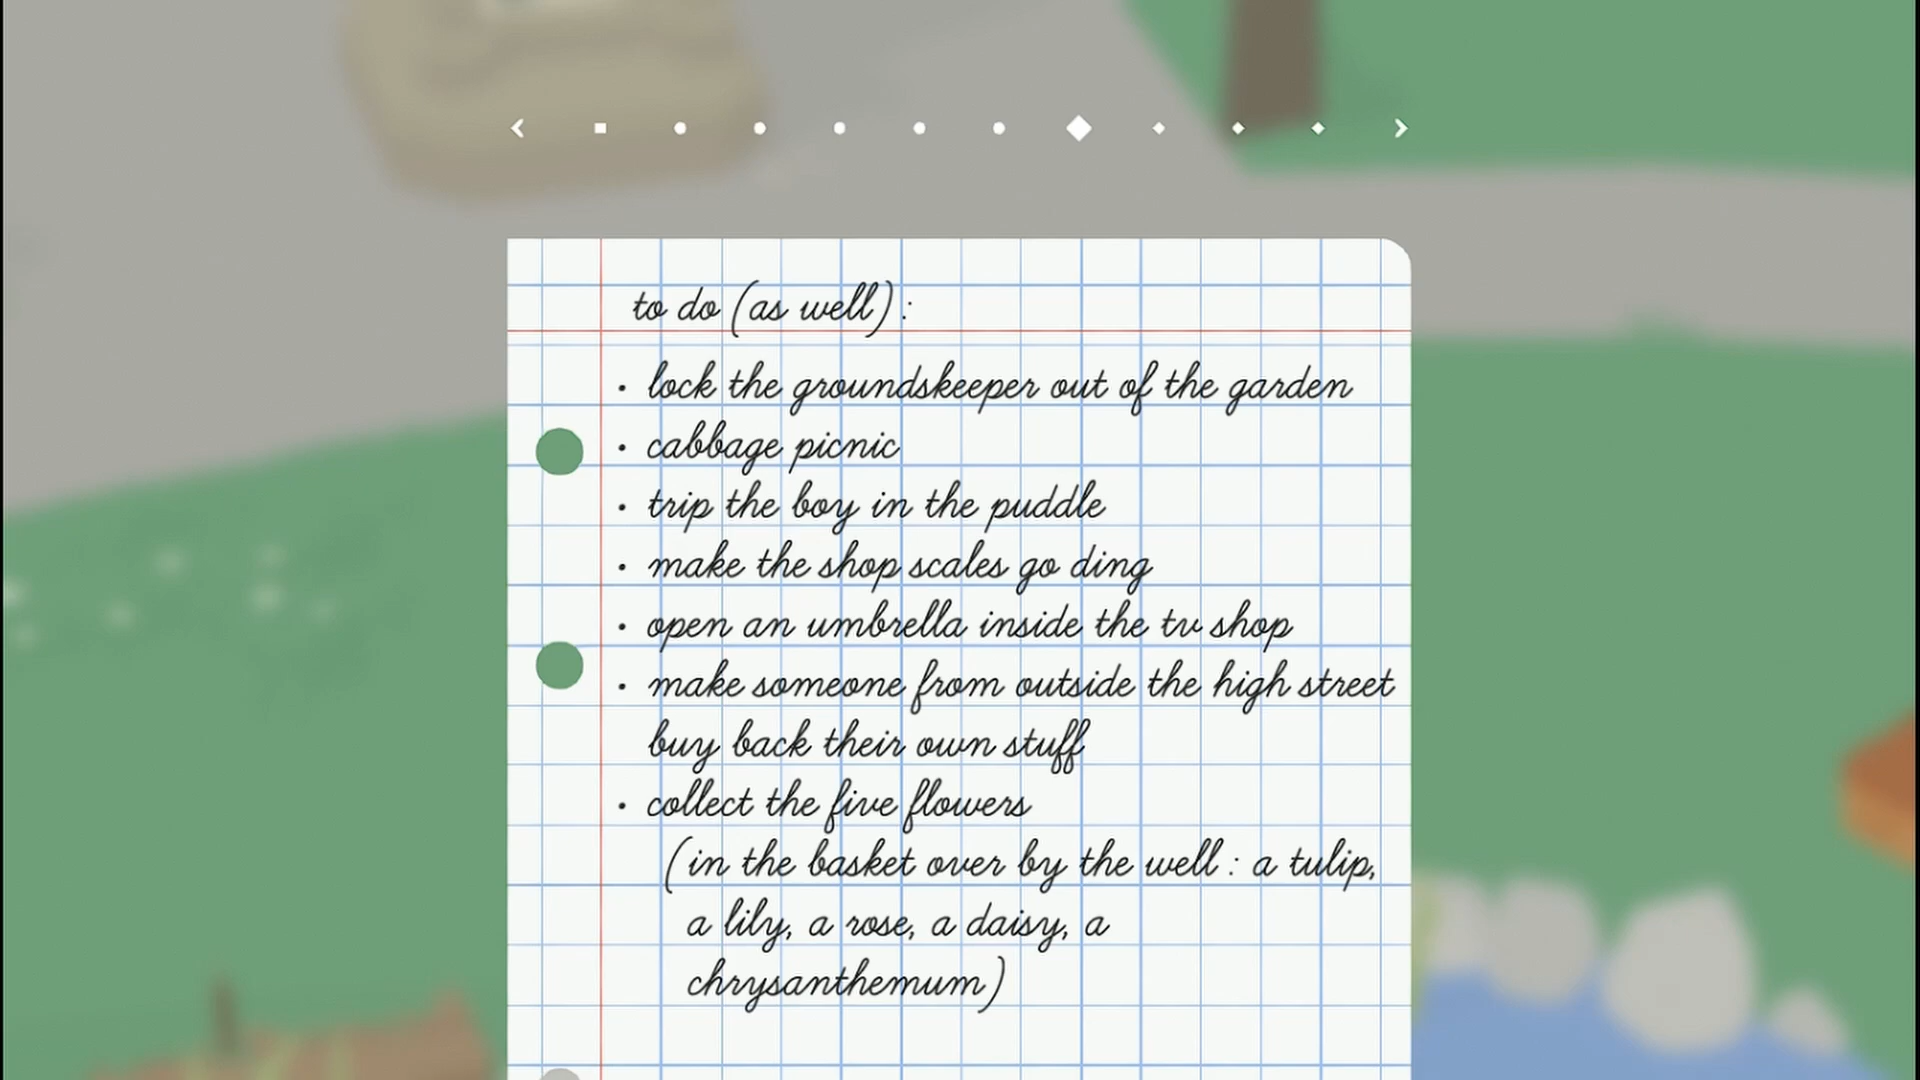 to do (as well) :
• lock the groundskeeper out of the garden
• cabbage picnic
• trip the boy in the puddle
• make the shop scales go ding
• open an umbrella inside the tv shop
• make someone from outside the high street
buy back their own stuff
• collect the five flowers
(in the basket over by the well : a tulip,
a lily, a rose, a daisy, a
chrysanthemum)